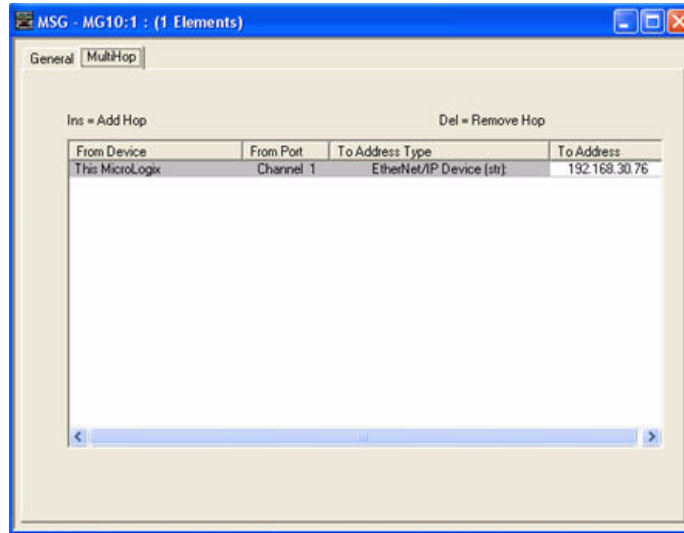 MSG - MG10:1 : (1 Elements)
General MultiHop
Ins = Add Hop Del = Remove Hop
From Device From Port To Address Type To Address
This MicroLogix Channel 1 EtherNet/IP Device (str): 192.168.30.76